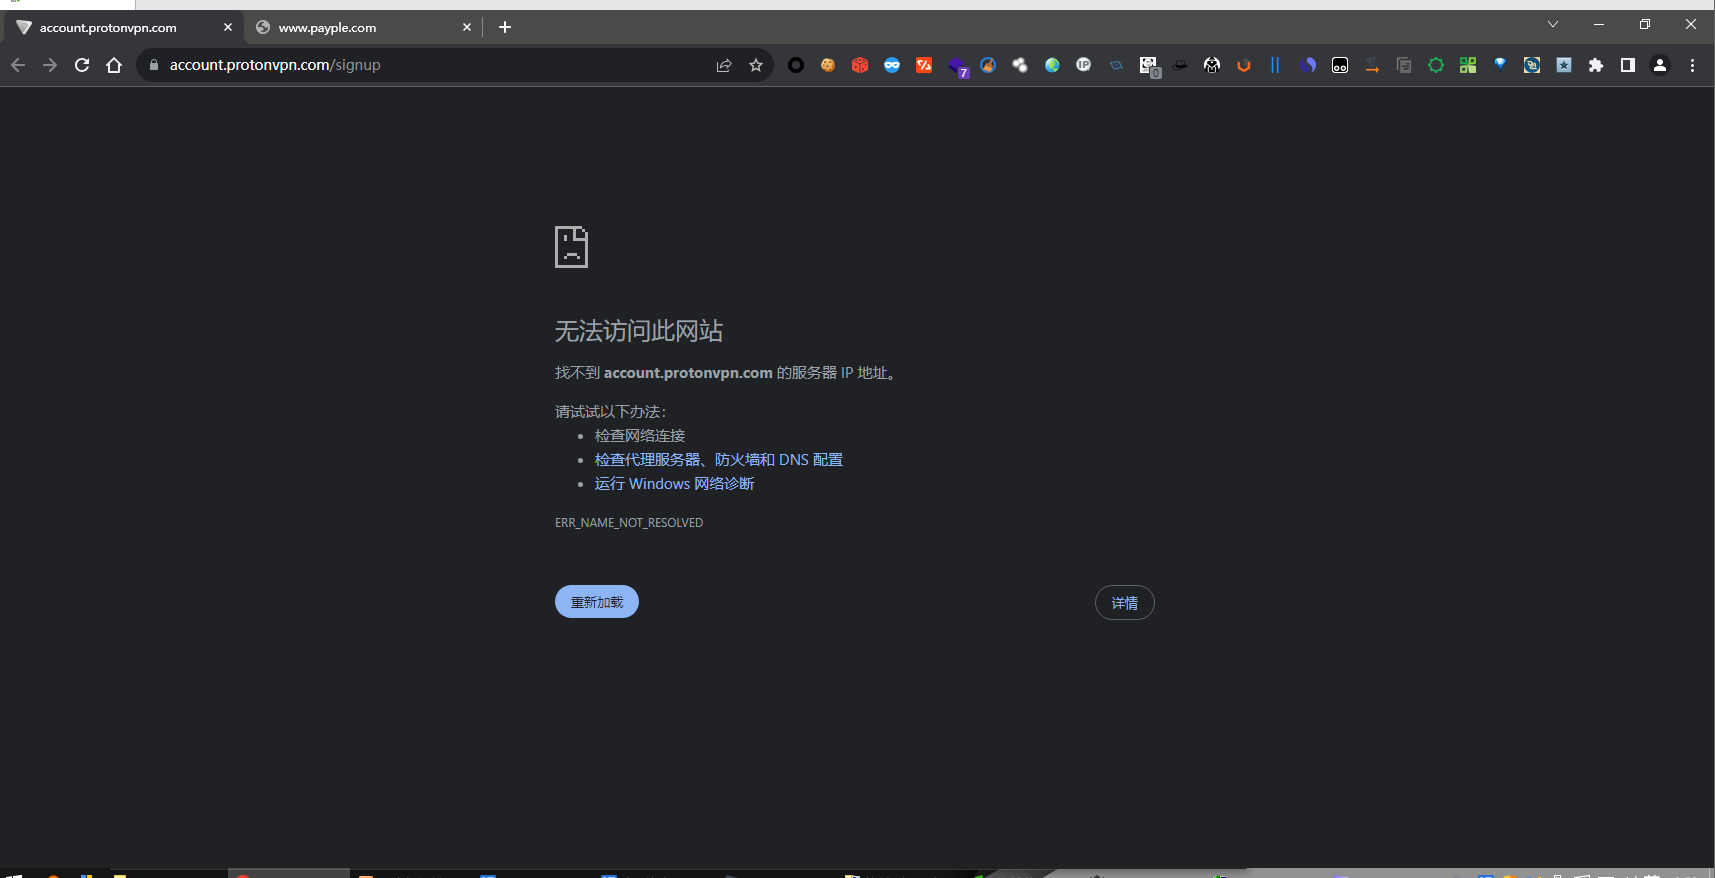 account.protonvpn.com
www.payple.com
account.protonvpn.com/signup
7
IP
0
无法访问此网站
找不到 account.protonvpn.com 的服务器 IP 地址。
请试试以下办法：
检查网络连接
检查代理服务器、防火墙和 DNS 配置
运行 Windows 网络诊断
ERR_NAME_NOT_RESOLVED
重新加载
详情